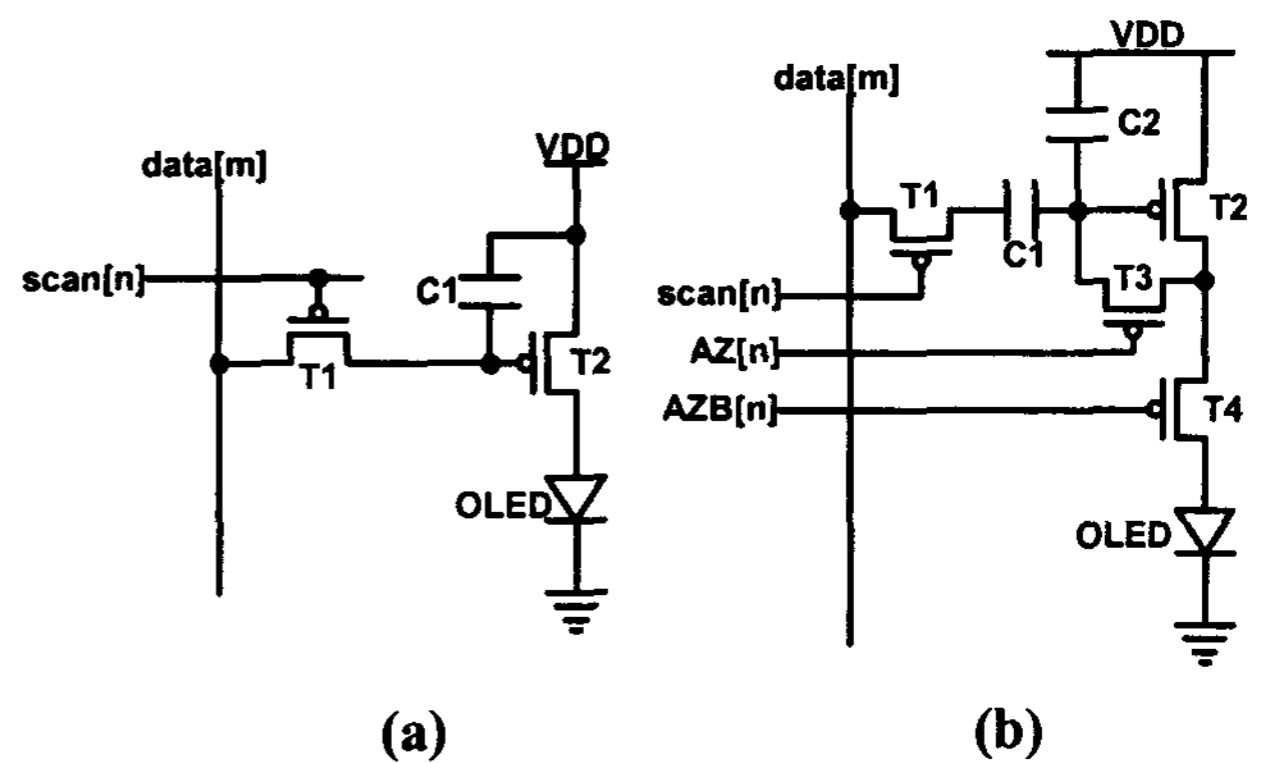 data[m]
VDD
scan[n]
C1
T1
T2
OLED
(a)
VDD
data[m]
C2
T1
T2
C1
T3
scan[n]
AZ[n]
AZB[n]
T4
OLED
(b)